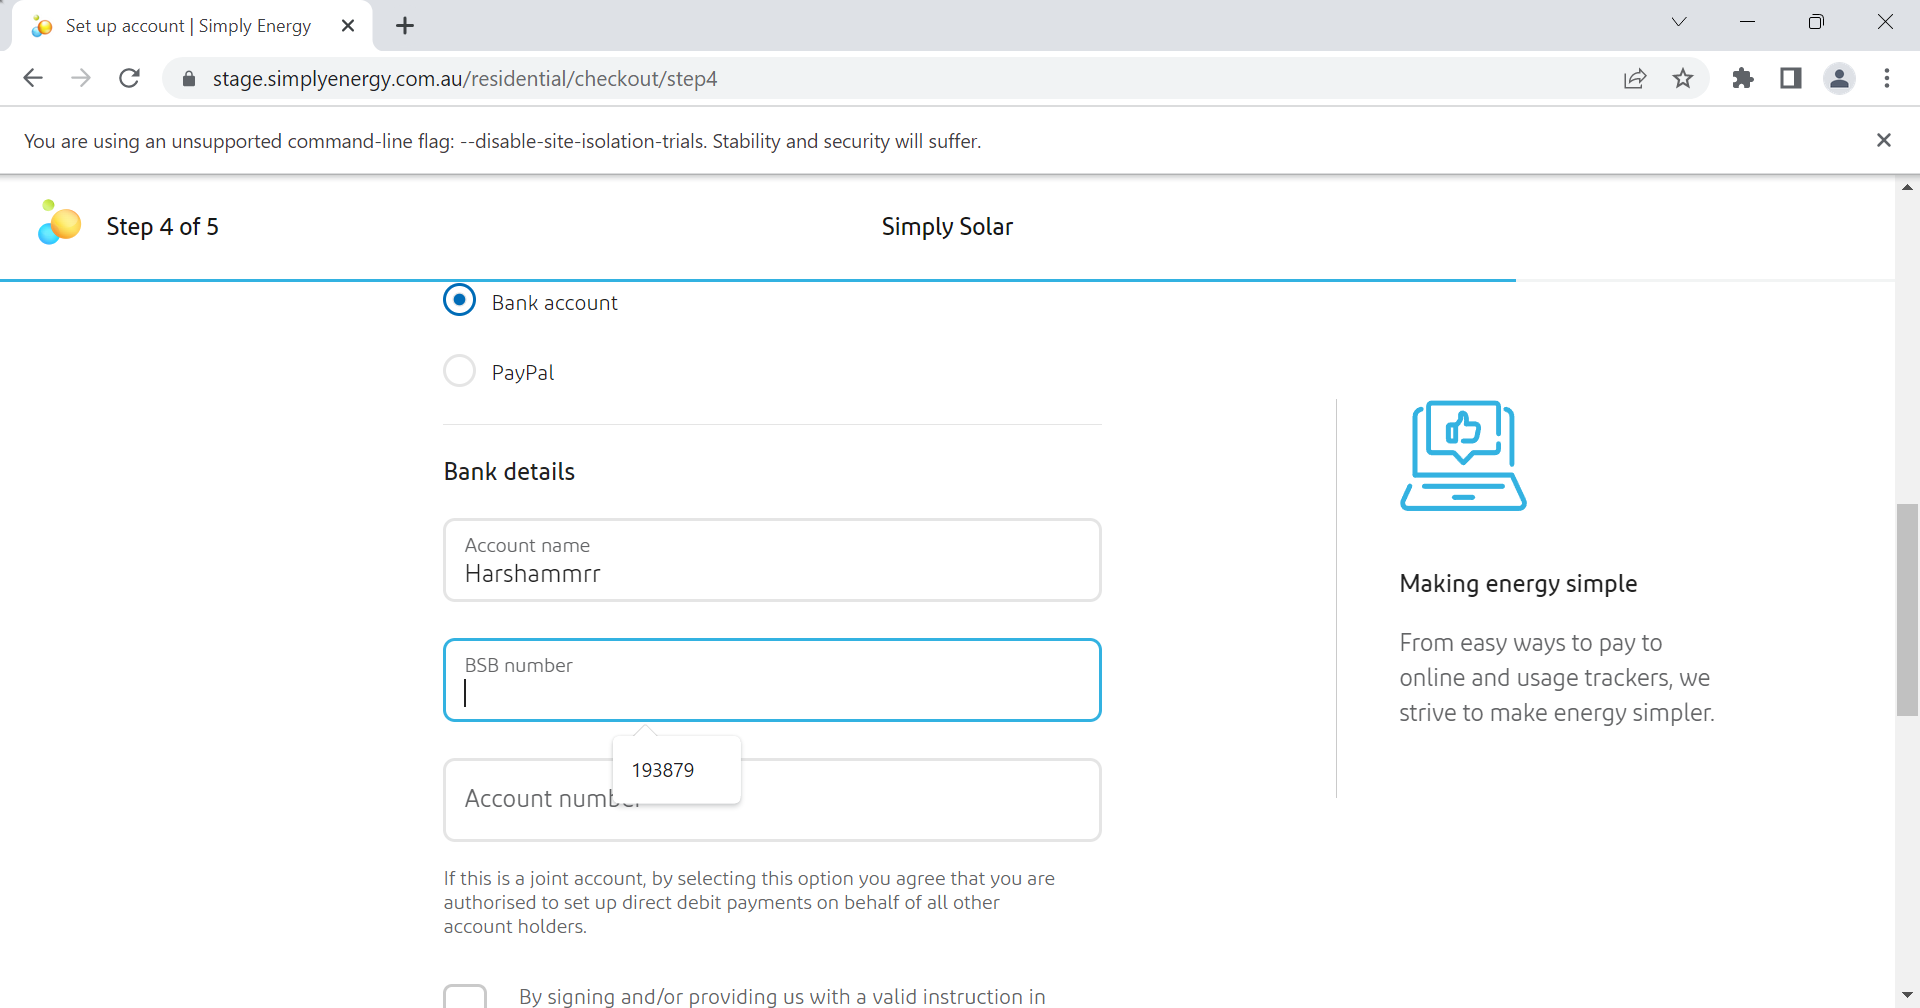 Set up account | Simply Energy
stage.simplyenergy.com.au/residential/checkout/step4
You are using an unsupported command-line flag: --disable-site-isolation-trials. Stability and security will suffer.
Step 4 of 5
Simply Solar
Bank account
PayPal
Bank details
Account name
Harshammrr
BSB number
193879
Account number
If this is a joint account, by selecting this option you agree that you are
authorised to set up direct debit payments on behalf of all other
account holders.
By signing and/or providing us with a valid instruction in
Making energy simple
From easy ways to pay to
online and usage trackers, we
strive to make energy simpler.